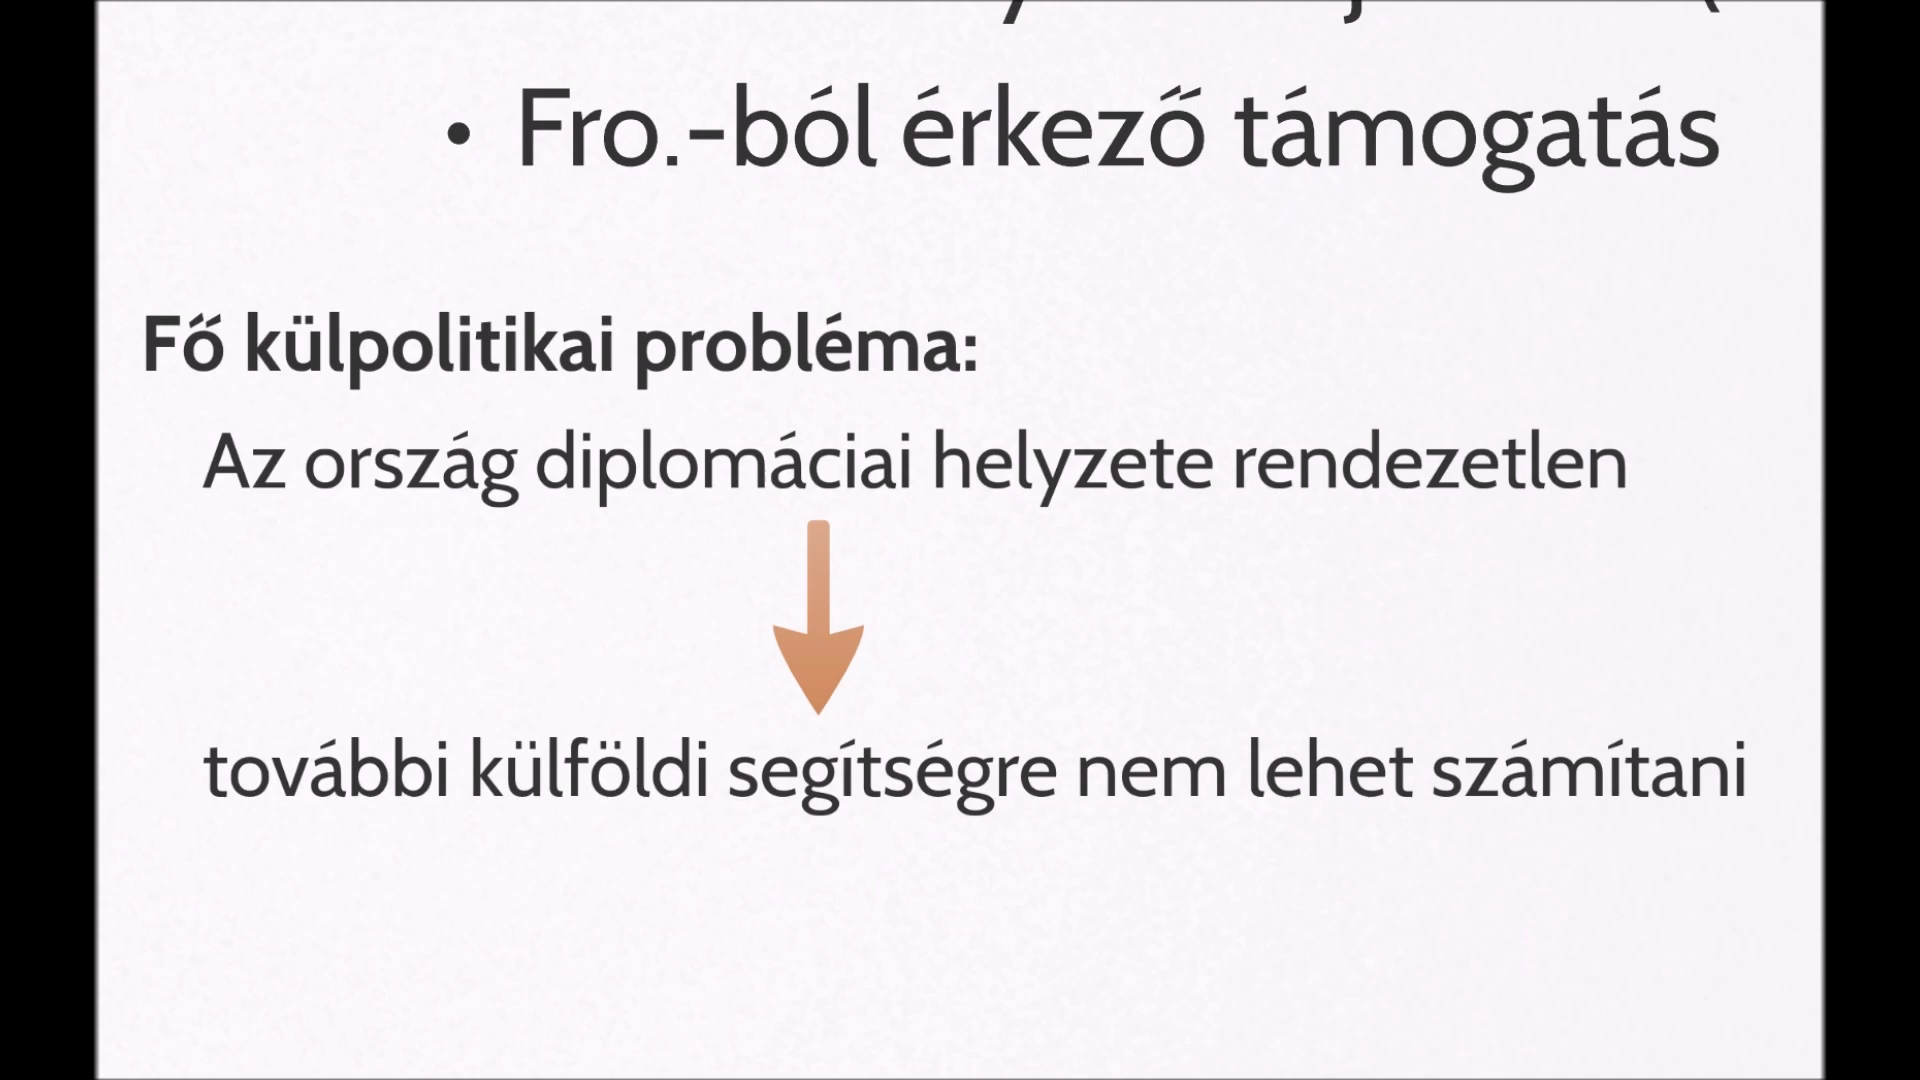 • Fro.-ból érkező támogatás
Fő külpolitikai probléma:
Az ország diplomáciai helyzete rendezetlen
további külföldi segítségre nem lehet számítani